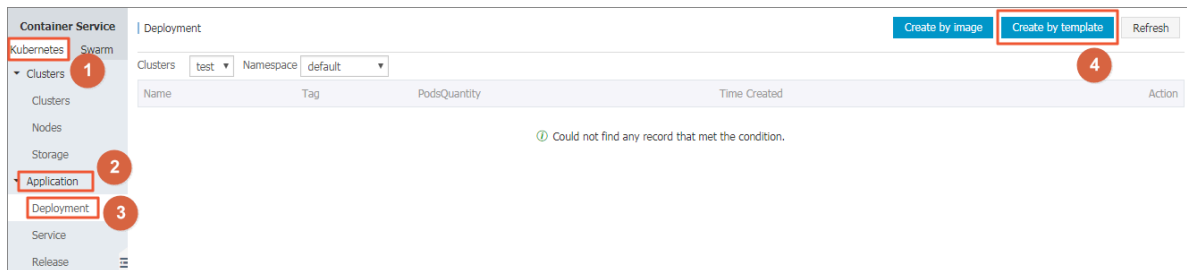 Container Service
Kubernetes Swarm
1
Clusters
Clusters
Nodes
Storage
2
Application
Deployment
3
Service
Release
Deployment
Create by image Create by template Refresh
4
Clusters test Namespace default
Name Tag PodsQuantity Time Created Action
Could not find any record that met the condition.